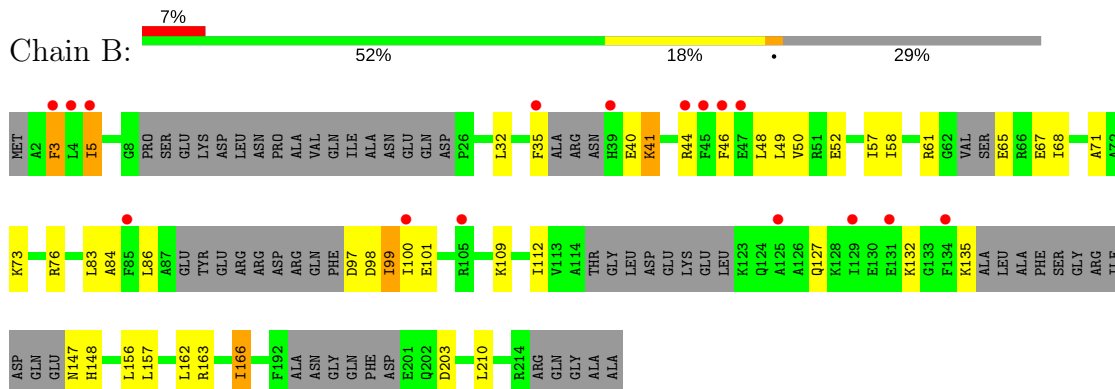 7%
Chain B:
52% 18% • 29%
MET A2 F3 L4 I5 G8 PRO SER GLU LYS ASP LEU ASN PRO ALA VAL GLN ILE ALA ASN GLU GLN ASP P26 L32 F35 ALA ARG ASN H39 E40 K41 R44 F45 F46 E47 L48 L49 V50 R51 E52 I57 I58 R61 G62 VAL SER E65 R66 E67 I68 A71 A72
K73 R76 L83 A84 F85 L86 A87 GLU TYR GLU ARG ARG ASP ARG GLN PHE D97 D98 I99 I100 E101 R105 K109 I112 V113 A114 THR GLY LEU ASP GLU LYS GLU LEU K123 Q124 A125 A126 Q127 K128 I129 E130 E131 K132 G133 F134 K135 ALA LEU ALA PHE SER GLY ARG ILE
ASP GLN GLU N147 H148 L156 L157 L162 R163 I166 F192 ALA ASN GLY GLN PHE ASP E201 Q202 D203 L210 R214 ARG GLN GLY ALA ALA